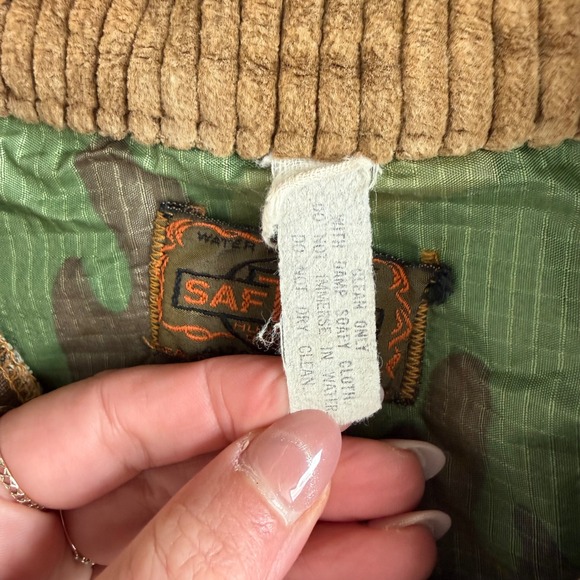 CLEAN ONLY
WITH DAMP SOAPY CLOTH
DO NOT IMMERSE IN WATER
DO NOT DRY CLEAN
WATER
SAF